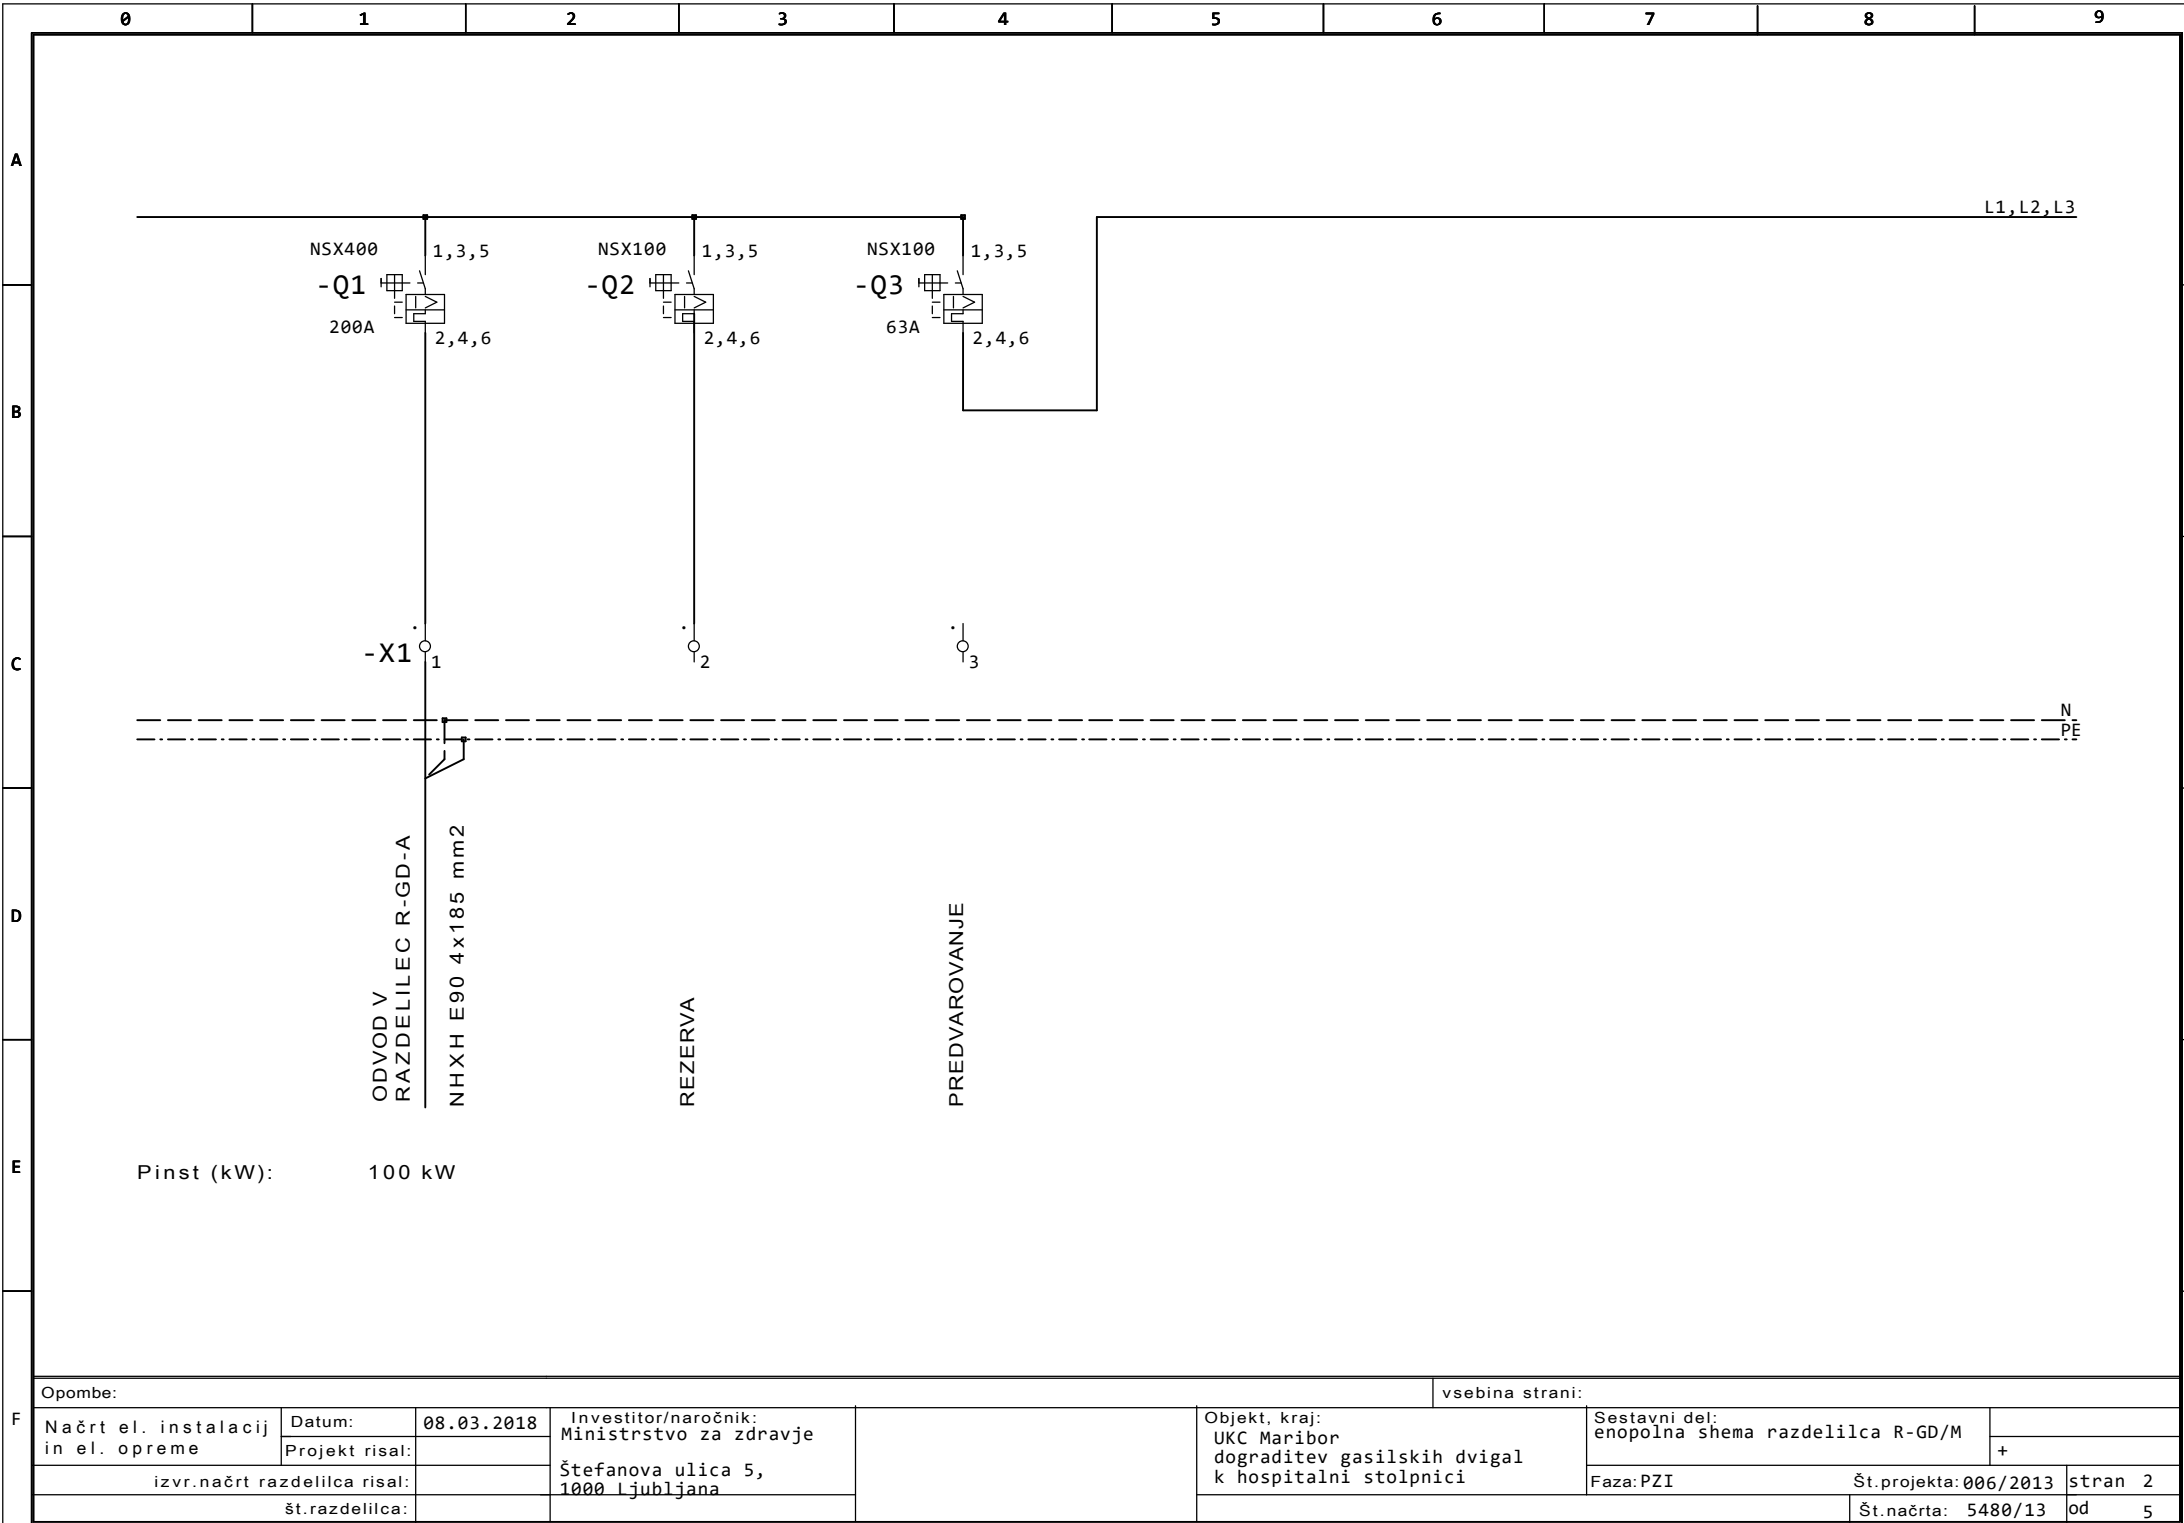 0 1 2 3 4 5 6 7 8 9
A
L1,L2,L3
NSX400 1,3,5
NSX100 1,3,5
NSX100 1,3,5
-Q1
-Q2
-Q3
200A
63A
2,4,6
2,4,6
2,4,6
B
-X1 1
2
3
C
N
PE
ODVOD V
RAZDELILEC R-GD-A
NHXH E90 4x185 mm2
REZERVA
PREDVAROVANJE
D
E
Pinst (kW): 100 kW
Opombe:
vsebina strani:
F
Načrt el. instalacij
in el. opreme
Datum: 08.03.2018
Projekt risal:
izvr.načrt razdelilca risal:
št.razdelilca:
Investitor/naročnik:
Ministrstvo za zdravje
Štefanova ulica 5,
1000 Ljubljana
Objekt, kraj:
UKC Maribor
dograditev gasilskih dvigal
k hospitalni stolpnici
Sestavni del:
enopolna shema razdelilca R-GD/M
+
Faza: PZI
Št.projekta: 006/2013
stran 2
Št.načrta: 5480/13
od 5